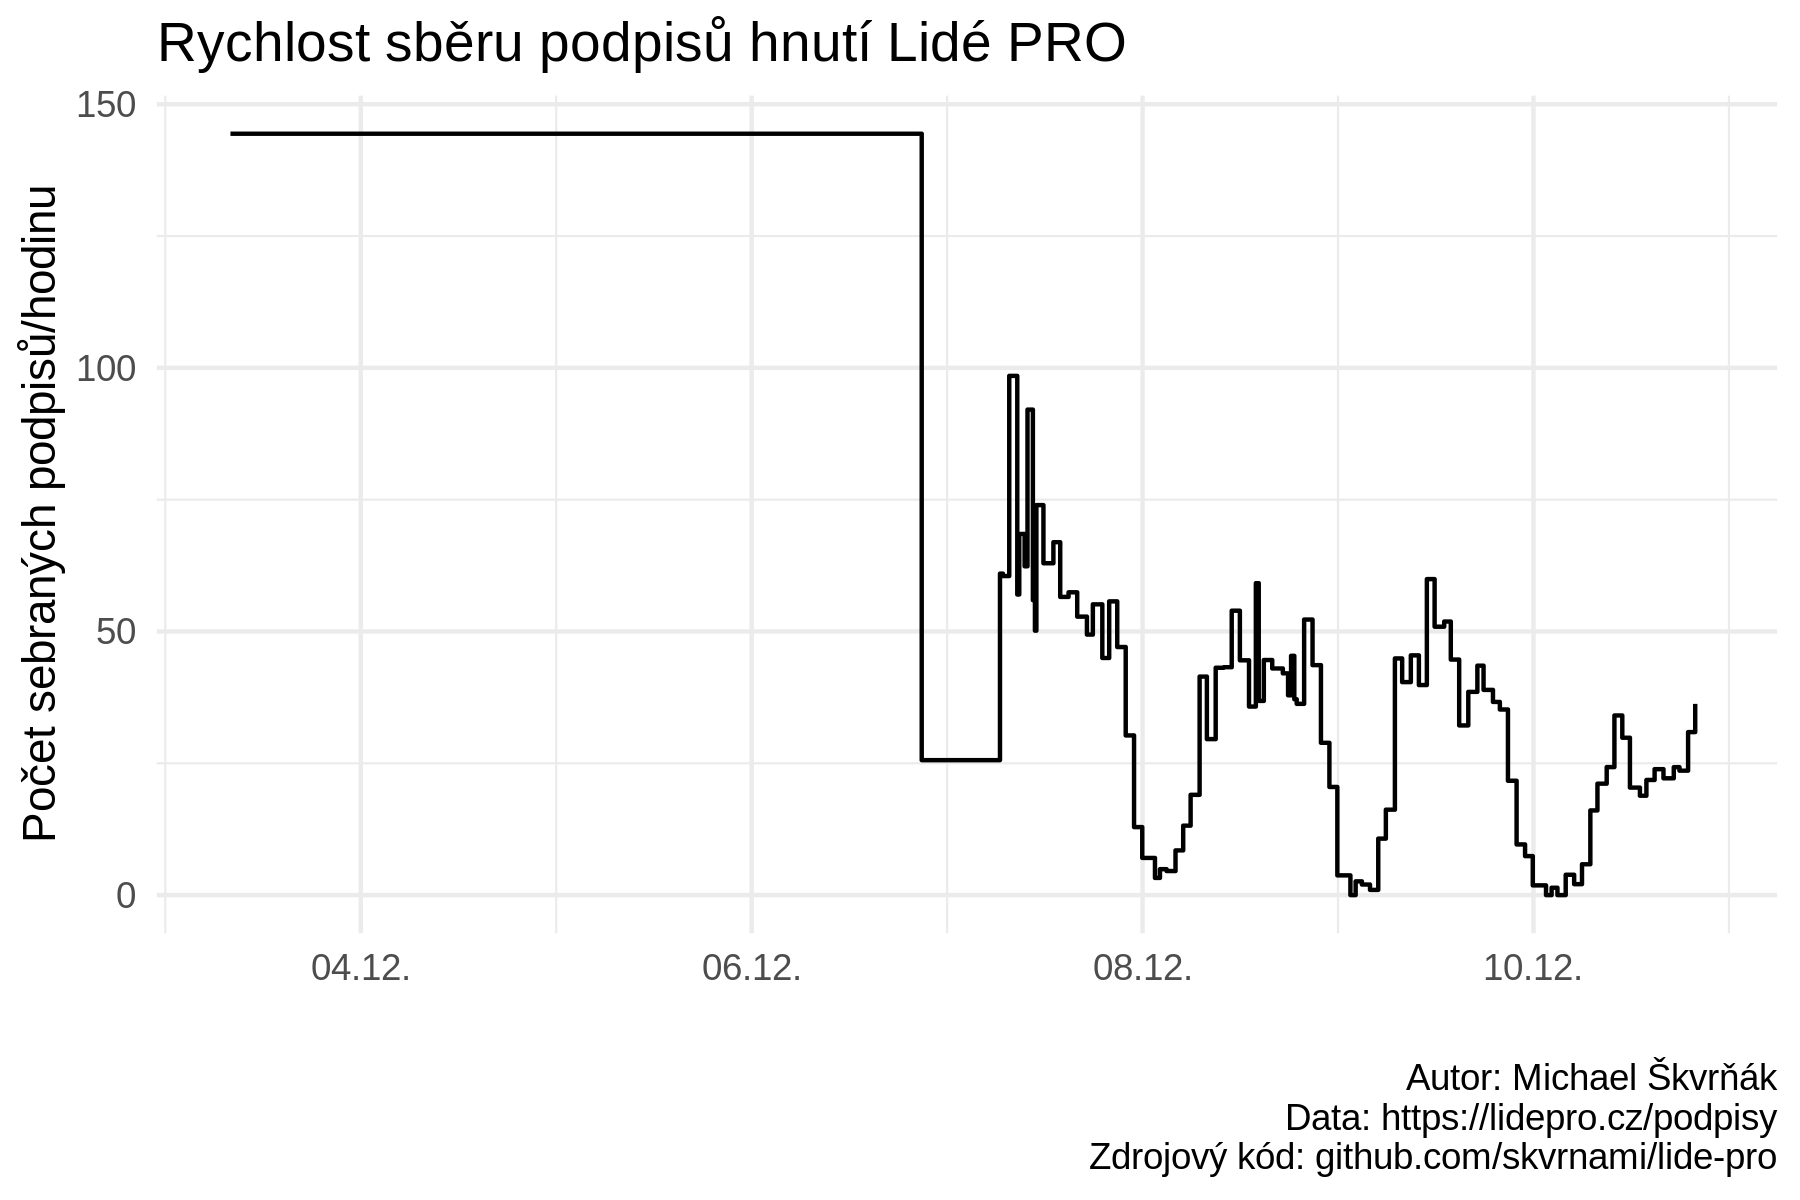 Rychlost sběru podpisů hnutí Lidé PRO
Počet sebraných podpisů/hodinu
150
100
50
0
04.12.
06.12.
08.12.
10.12.
Autor: Michael Škvrňák
Data: https://lidepro.cz/podpisy
Zdrojový kód: github.com/skvrnami/lide-pro